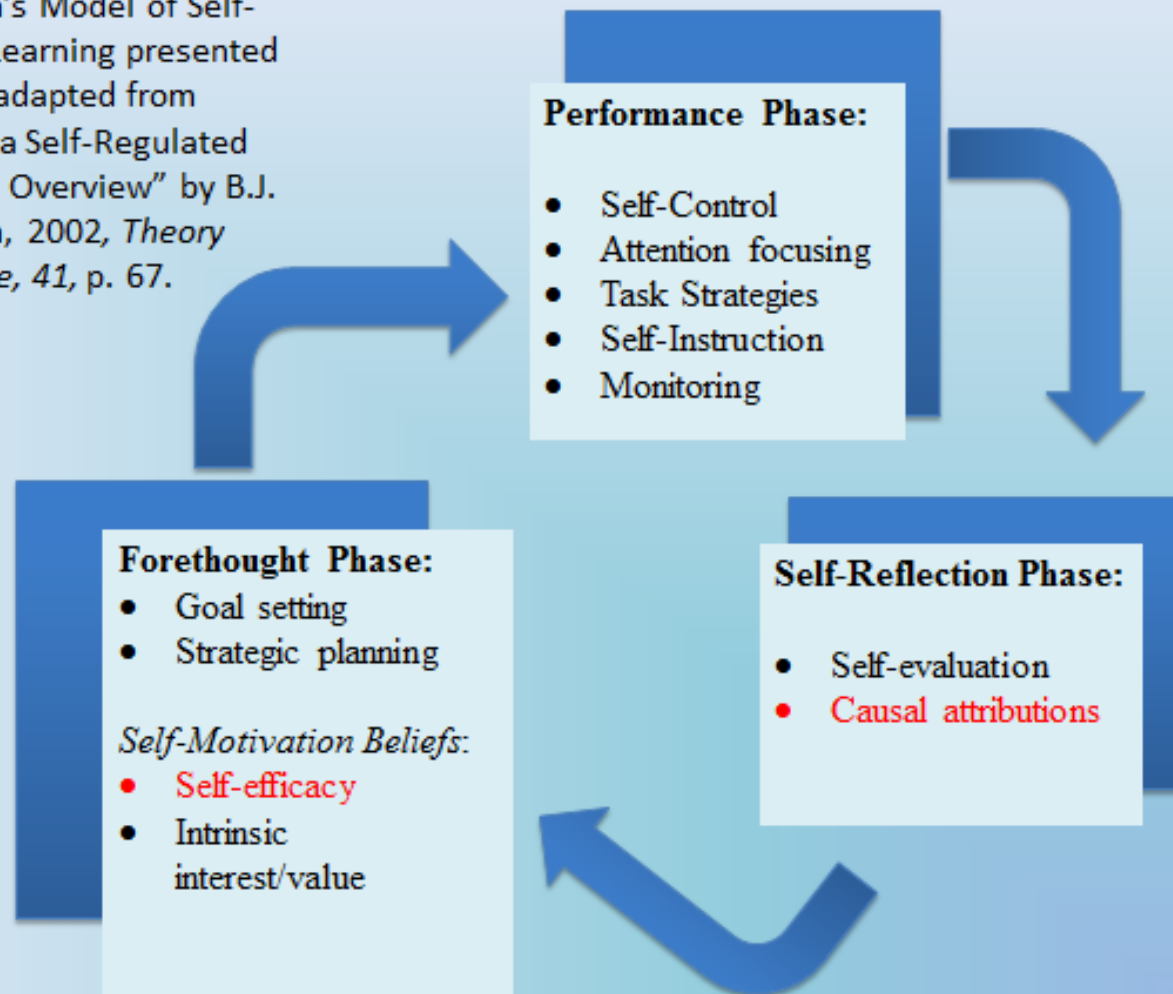 's Model of Self-
earning presented
adapted from
a Self-Regulated
Overview” by B.J.
, 2002, Theory
e, 41, p. 67.
Performance Phase:
• Self-Control
• Attention focusing
• Task Strategies
• Self-Instruction
• Monitoring
Forethought Phase:
• Goal setting
• Strategic planning
Self-Motivation Beliefs:
• Self-efficacy
• Intrinsic
interest/value
Self-Reflection Phase:
• Self-evaluation
• Causal attributions